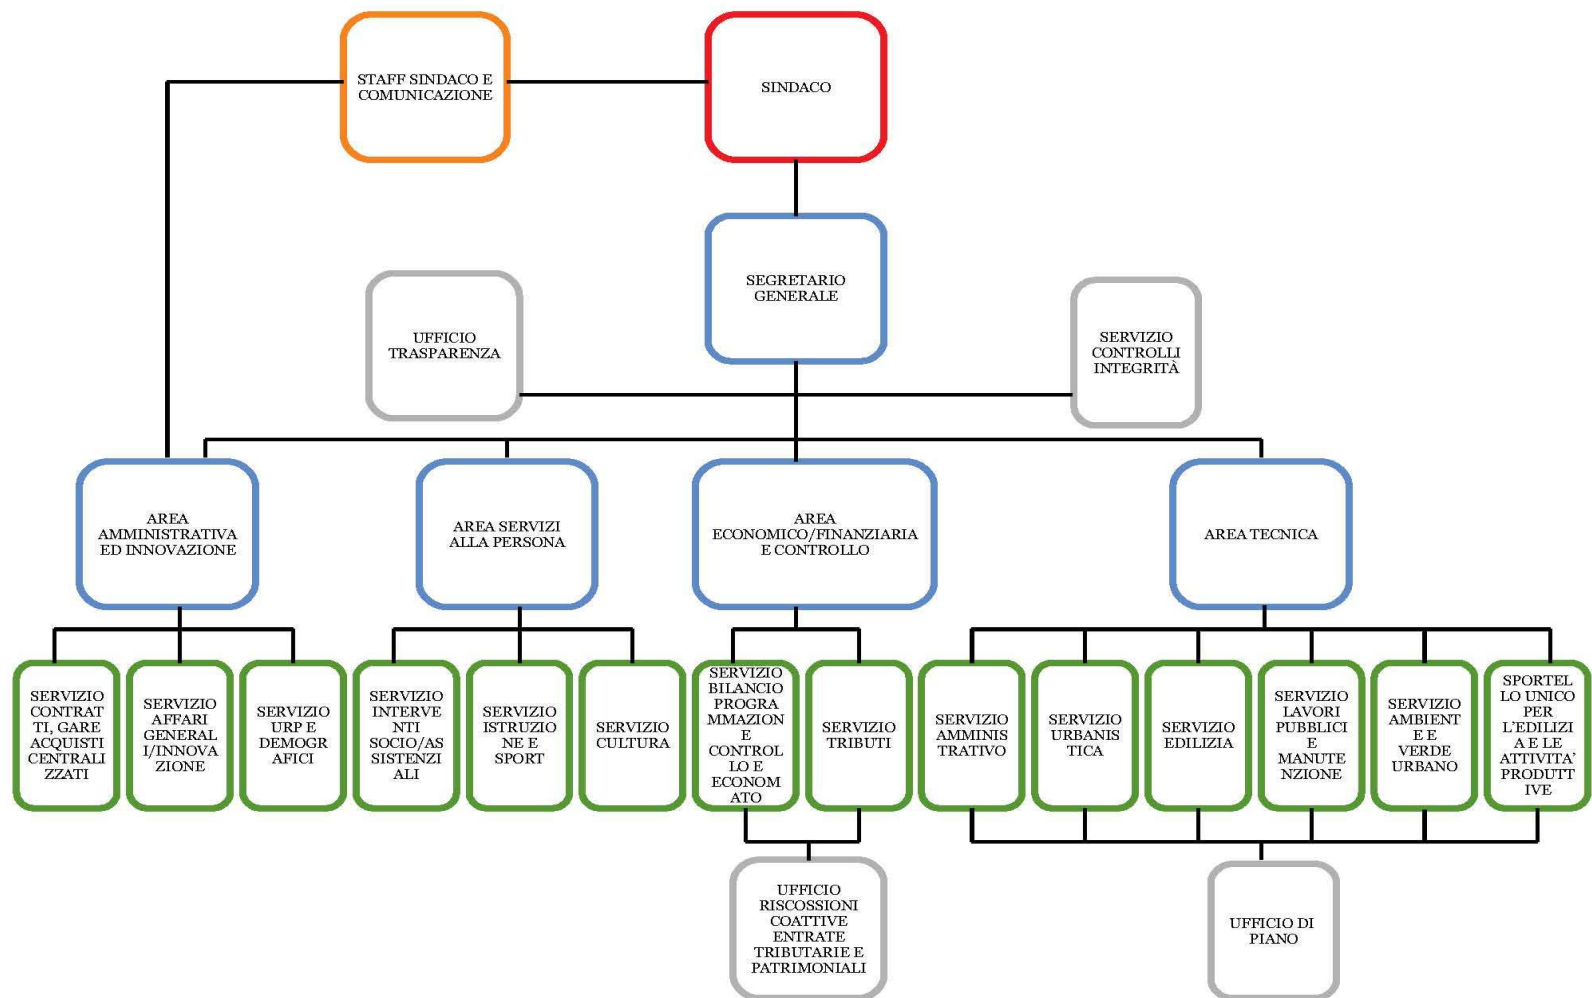 STAFF SINDACO E
COMUNICAZIONE
SINDACO
SEGRETARIO
GENERALE
UFFICIO
TRASPARENZA
SERVIZIO
CONTROLLI
INTEGRITÀ
AREA
AMMINISTRATIVA
ED INNOVAZIONE
AREA SERVIZI
ALLA PERSONA
AREA
ECONOMICO/FINANZIARIA
E CONTROLLO
AREA TECNICA
SERVIZIO
CONTRAT
TI, GARE
ACQUISTI
CENTRALI
ZZATI
SERVIZIO
AFFARI
GENERAL
I/INNOVA
ZIONE
SERVIZIO
URP E
DEMOGR
AFICI
SERVIZIO
INTERVE
NTI
SOCIO/AS
SISTENZI
ALI
SERVIZIO
ISTRUZIO
NE E
SPORT
SERVIZIO
CULTURA
SERVIZIO
BILANCIO
PROGRA
MMAZION
E
CONTROL
LO E
ECONOM
ATO
SERVIZIO
TRIBUTI
SERVIZIO
AMMINIS
TRATIVO
SERVIZIO
URBANIS
TICA
SERVIZIO
EDILIZIA
SERVIZIO
LAVORI
PUBBLICI
E
MANUTE
NZIONE
SERVIZIO
AMBIENT
E E
VERDE
URBANO
SPORTEL
LO UNICO
PER
L'EDILIZI
A E LE
ATTIVITA'
PRODUTT
IVE
UFFICIO
RISCOSSIONI
COATTIVE
ENTRATE
TRIBUTARIE E
PATRIMONIALI
UFFICIO DI
PIANO